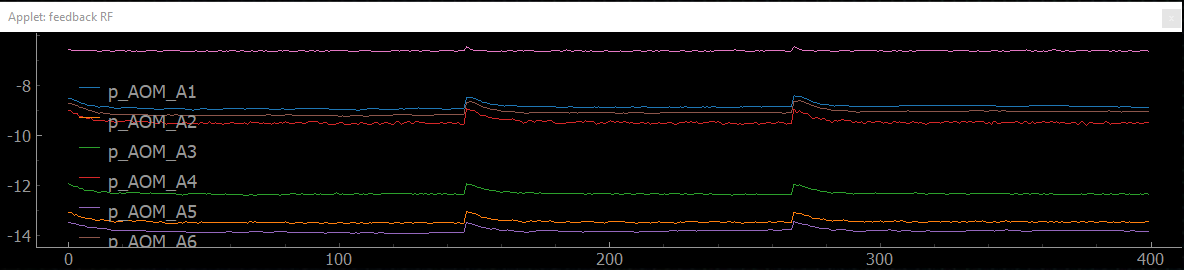 Applet: feedback RF
x
-8
p_AOM_A1
p_AOM_A2
-10
p_AOM_A3
p_AOM_A4
-12
p_AOM_A5
-14
p_AOM_A6
0 100 200 300 400